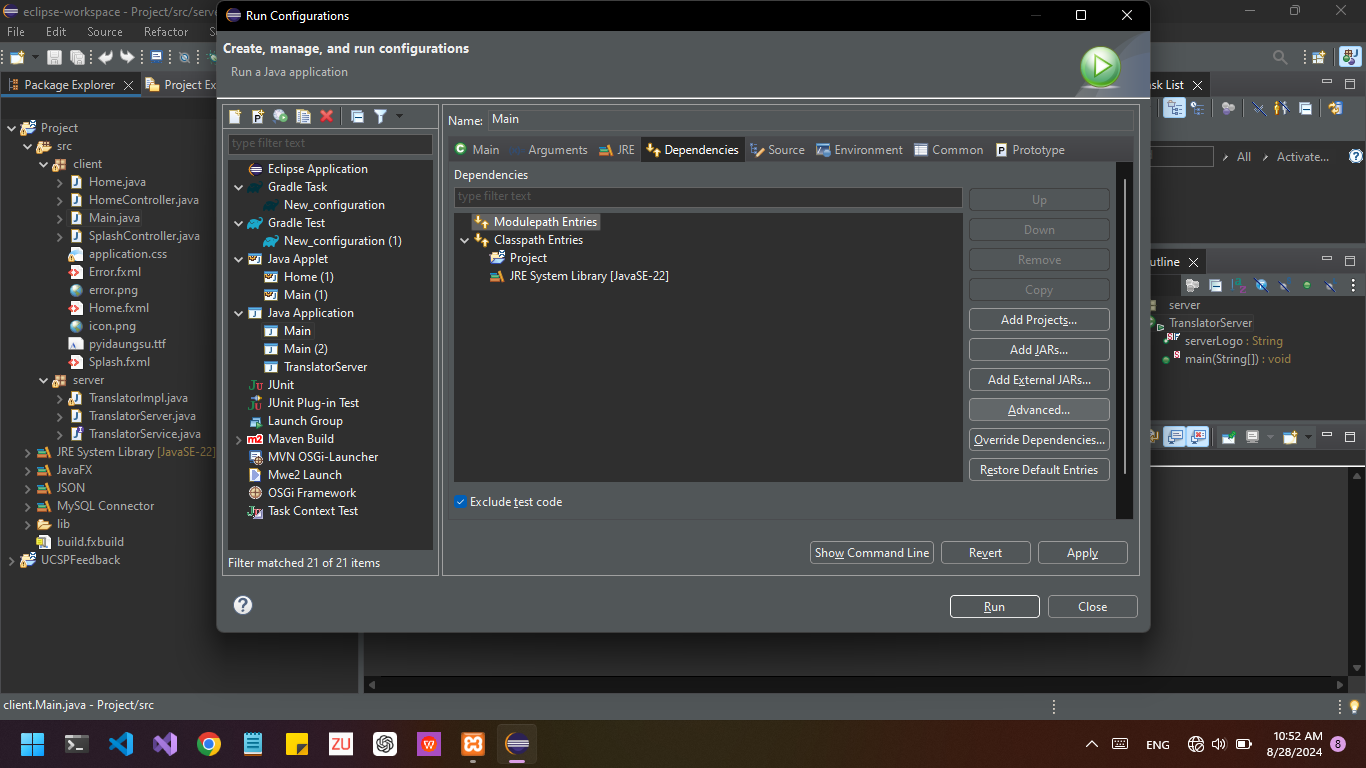 eclipse-workspace - Project/src/serve
Run Configurations
File Edit Source Refactor S
Create, manage, and run configurations
Run a Java application
Package Explorer
Project Ex
sk List
All Activate...
Project
src
client
Home.java
HomeController.java
Main.java
SplashController.java
application.css
Error.fxml
error.png
Home.fxml
icon.png
pyidaungsu.ttf
Splash.fxml
server
TranslatorImpl.java
TranslatorServer.java
TranslatorService.java
JRE System Library [JavaSE-22]
JavaFX
JSON
MySQL Connector
lib
build.fxbuild
UCSPFeedback
type filter text
Eclipse Application
Gradle Task
New_configuration
Gradle Test
New_configuration (1)
Java Applet
Home (1)
Main (1)
Java Application
Main
Main (2)
TranslatorServer
JUnit
JUnit Plug-in Test
Launch Group
Maven Build
MVN OSGi-Launcher
Mwe2 Launch
OSGi Framework
Task Context Test
Filter matched 21 of 21 items
Name: Main
Main Arguments JRE Dependencies Source Environment Common Prototype
Dependencies
type filter text
Modulepath Entries
Classpath Entries
Project
JRE System Library [JavaSE-22]
Up
Down
Remove
Copy
Add Projects...
Add JARs...
Add External JARs...
Advanced...
Override Dependencies...
Restore Default Entries
Exclude test code
Show Command Line Revert Apply
Run Close
utline
server
TranslatorServer
serverLogo : String
main(String[]) : void
client.Main.java - Project/src
ZU
ENG
10:52 AM
8/28/2024
8